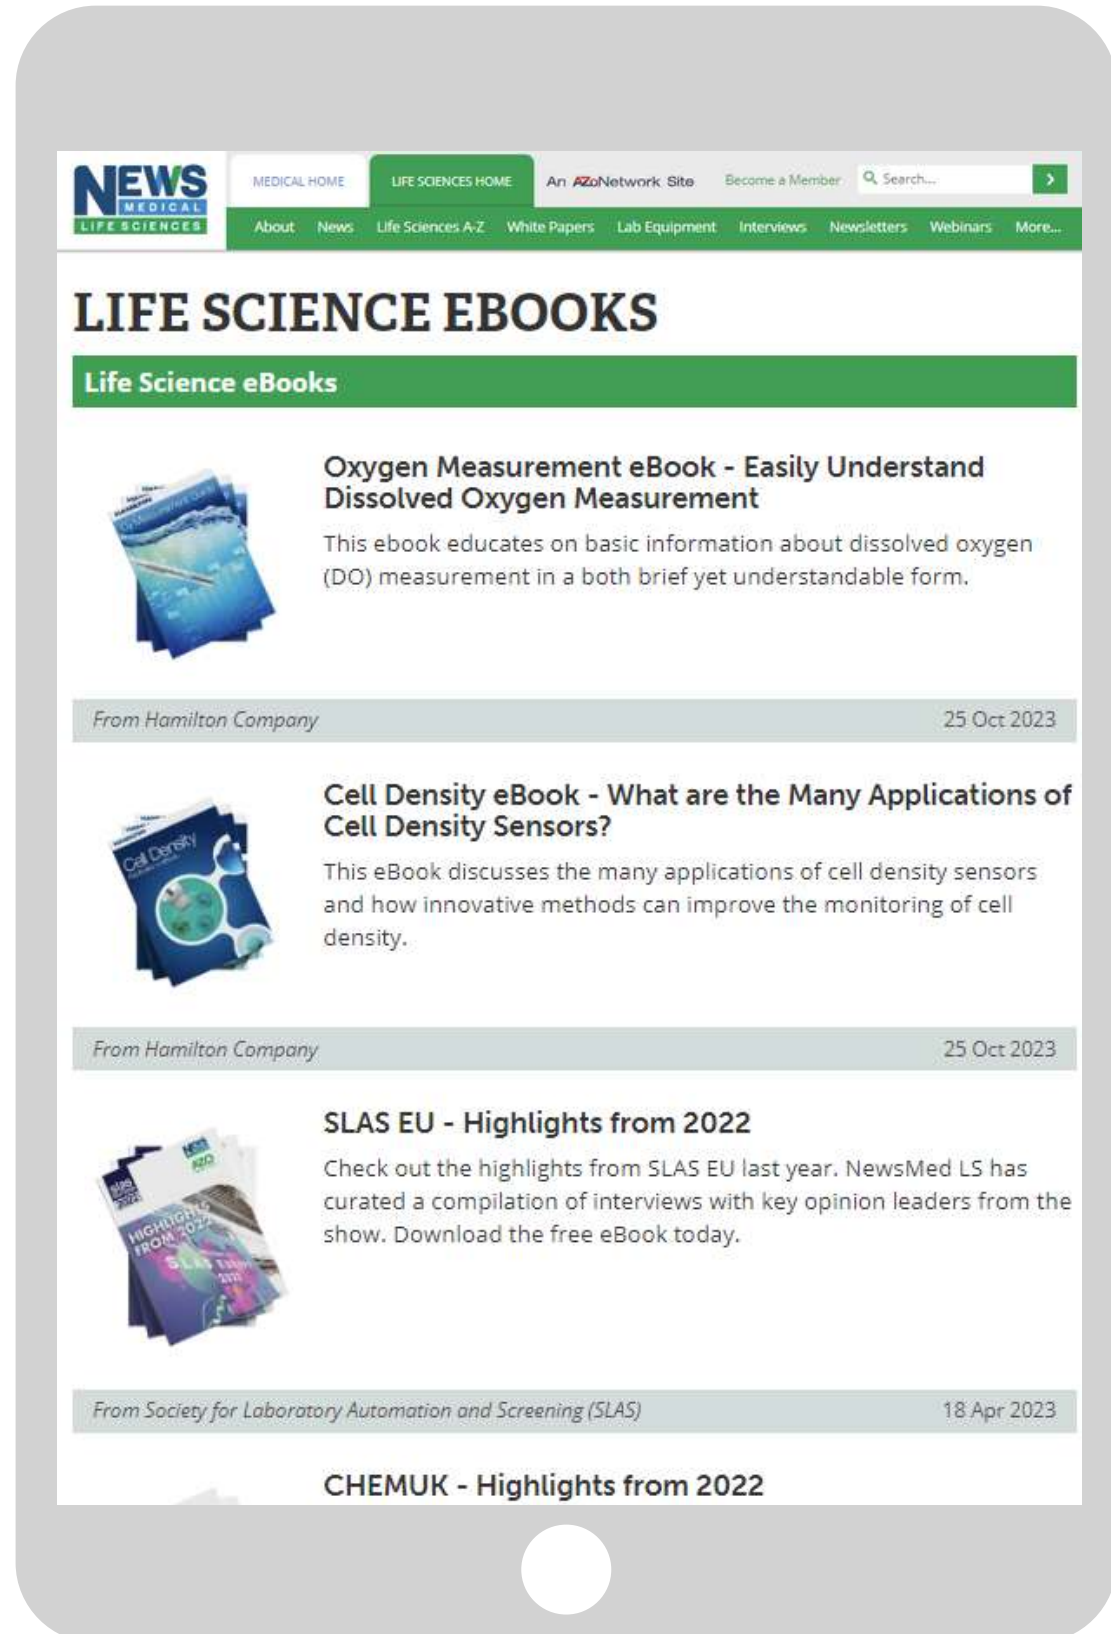 NEWS
MEDICAL
LIFE SCIENCES
MEDICAL HOME
LIFE SCIENCES HOME
An AZoNetwork Site
Become a Member
Search...
About News Life Sciences A-Z White Papers Lab Equipment Interviews Newsletters Webinars More...
LIFE SCIENCE EBOOKS
Life Science eBooks
Oxygen Measurement eBook - Easily Understand
Dissolved Oxygen Measurement
This ebook educates on basic information about dissolved oxygen
(DO) measurement in a both brief yet understandable form.
From Hamilton Company 25 Oct 2023
Cell Density
Cell Density eBook - What are the Many Applications of
Cell Density Sensors?
This eBook discusses the many applications of cell density sensors
and how innovative methods can improve the monitoring of cell
density.
From Hamilton Company 25 Oct 2023
HIGHLIGHTS
FROM 2022
SLAS EU - Highlights from 2022
Check out the highlights from SLAS EU last year. NewsMed LS has
curated a compilation of interviews with key opinion leaders from the
show. Download the free eBook today.
From Society for Laboratory Automation and Screening (SLAS) 18 Apr 2023
CHEMUK - Highlights from 2022